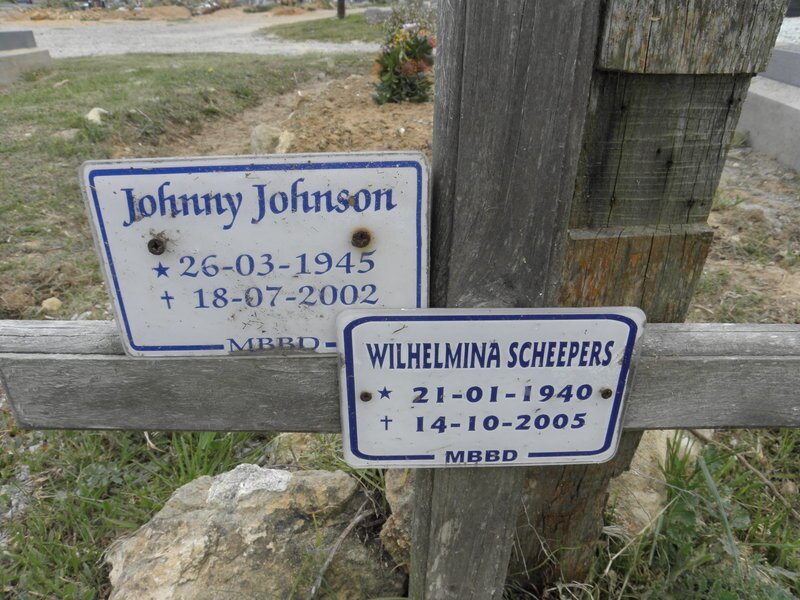 Johnny Johnson
★ 26-03-1945
✝ 18-07-2002
MBBD
WILHELMINA SCHEEPERS
★ 21-01-1940
✝ 14-10-2005
MBBD